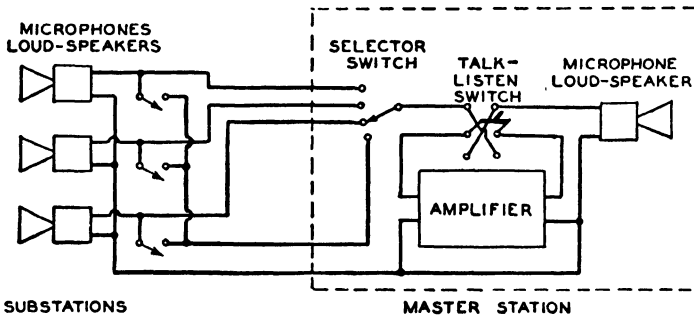 MICROPHONES
LOUD-SPEAKERS
SELECTOR
SWITCH
TALK-
LISTEN
SWITCH
MICROPHONE
LOUD-SPEAKER
AMPLIFIER
SUBSTATIONS
MASTER STATION